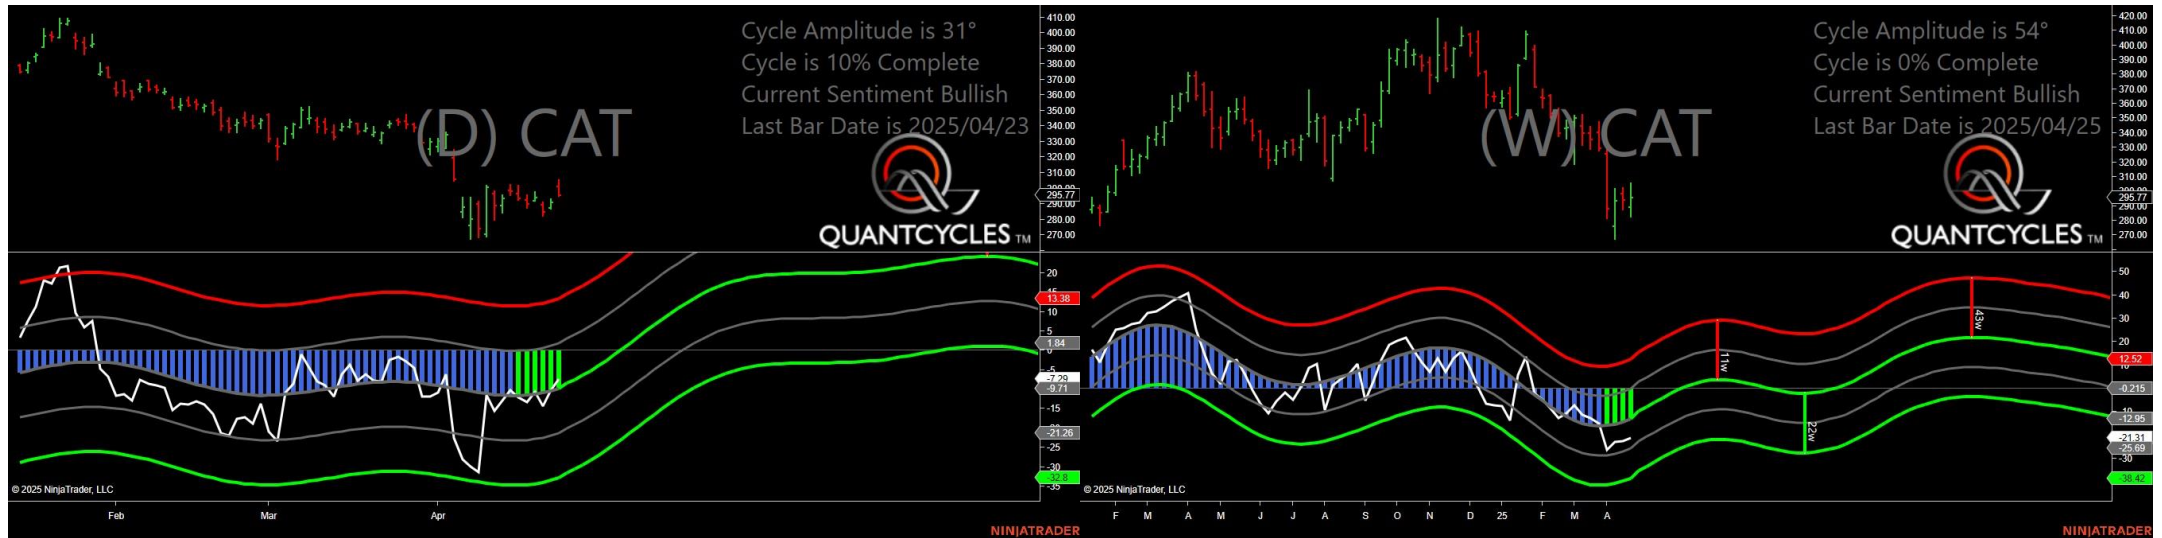 Cycle Amplitude is 31°
Cycle is 10% Complete
Current Sentiment Bullish
Last Bar Date is 2025/04/23
(D) CAT
QUANTCYCLES TM
410.00
400.00
390.00
380.00
370.00
360.00
350.00
340.00
330.00
320.00
310.00
295.77
290.00
280.00
270.00
20
13.38
10
5
1.84
0
-5
-7.29
-9.71
-15
-21.26
-25
-30
-32.8
-35
© 2025 NinjaTrader, LLC
Feb Mar Apr
NINJATRADER
Cycle Amplitude is 54°
Cycle is 0% Complete
Current Sentiment Bullish
Last Bar Date is 2025/04/25
(W) CAT
QUANTCYCLES TM
420.00
410.00
400.00
390.00
380.00
370.00
360.00
350.00
340.00
330.00
320.00
310.00
295.77
290.00
280.00
270.00
11w
22w
43w
50
40
30
20
12.52
10
-0.215
-12.95
-21.31
-25.69
-30
-38.42
© 2025 NinjaTrader, LLC
F M A M J J A S O N D 25 F M A
NINJATRADER